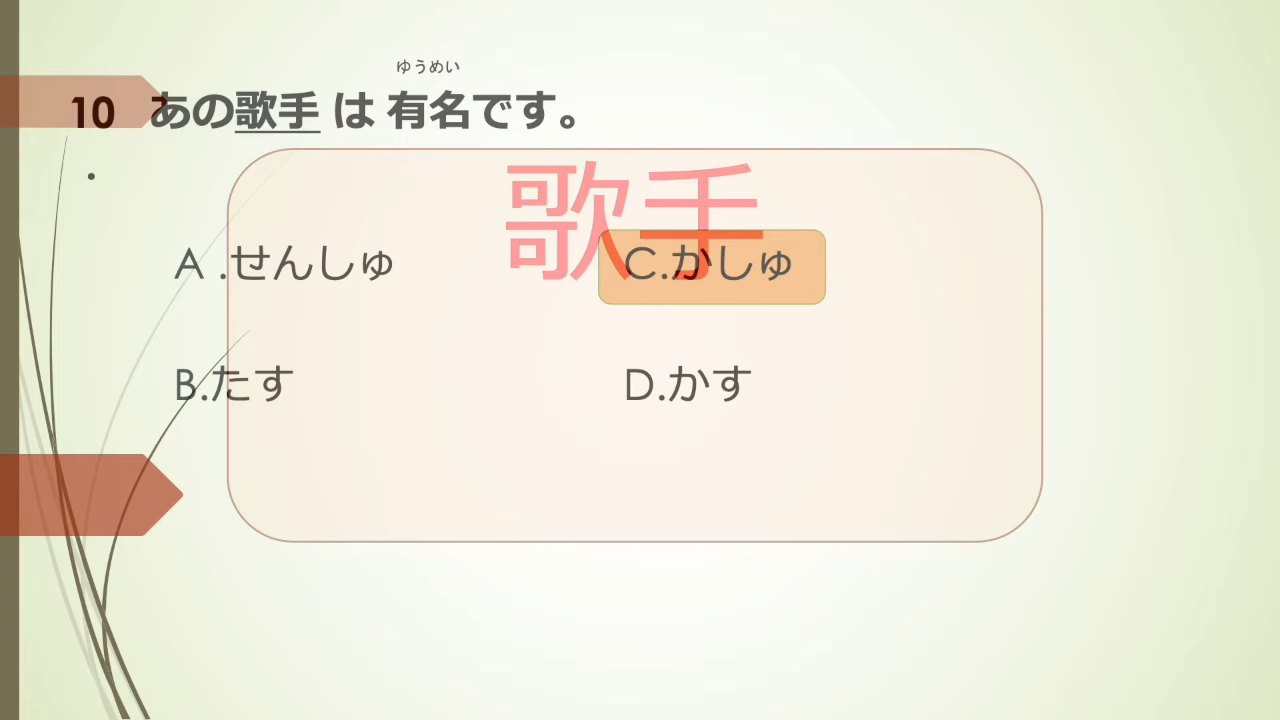 ゆうめい
10 あの歌手 は 有名です。
•
歌手
A .せんしゅ C.かしゅ
B.たす D.かす